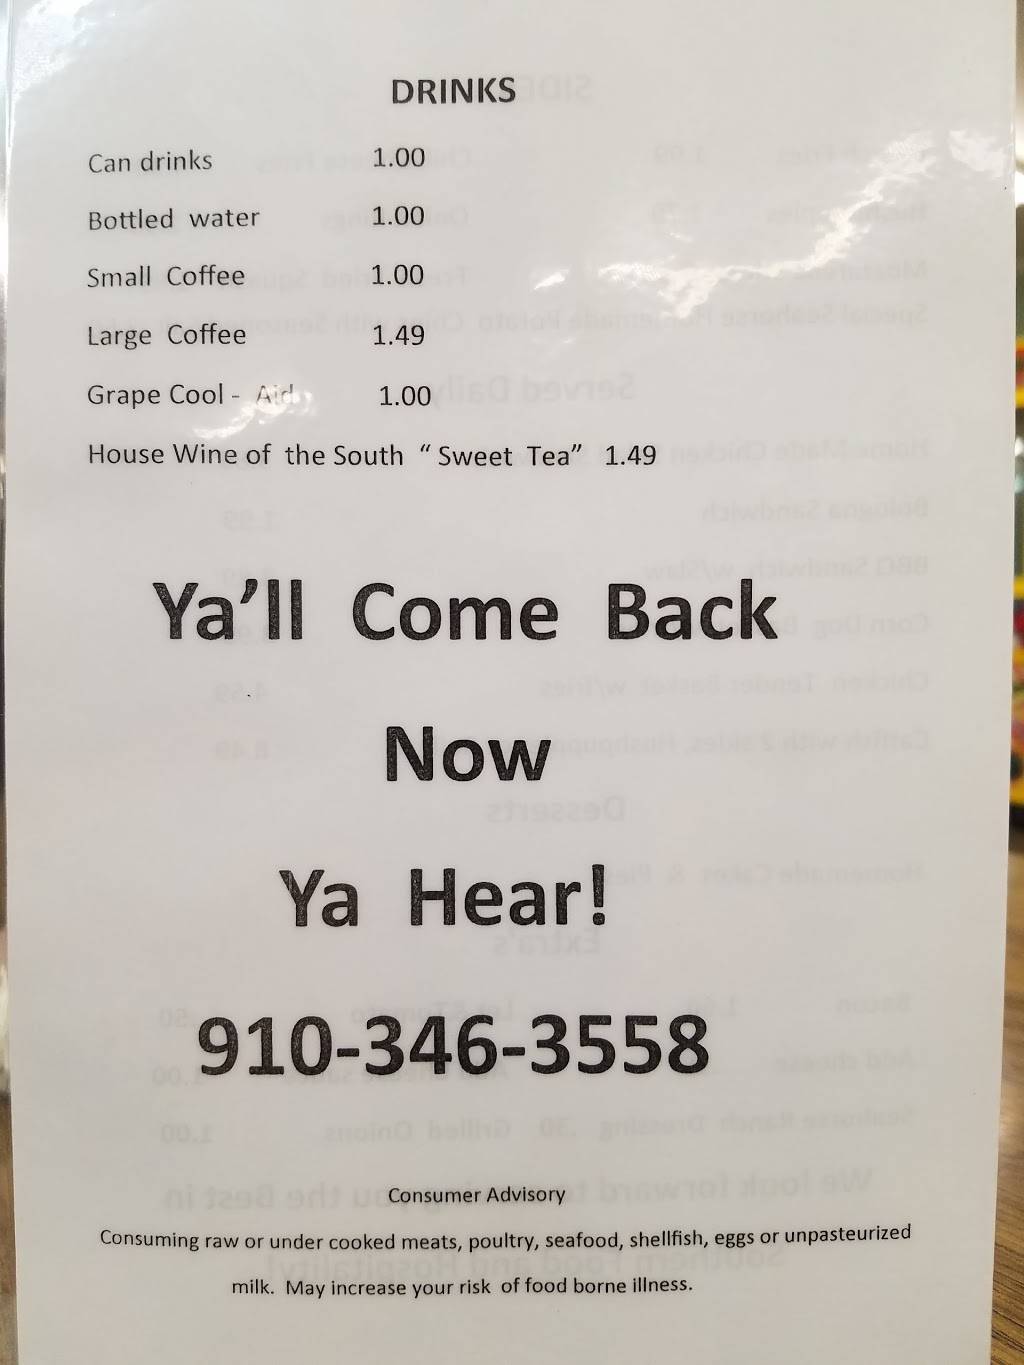 DRINKS
Can drinks 1.00
Bottled water 1.00
Small Coffee 1.00
Large Coffee 1.49
Grape Cool - Aid 1.00
House Wine of the South “ Sweet Tea” 1.49
Ya’ll Come Back
Now
Ya Hear!
910-346-3558
Consumer Advisory
Consuming raw or under cooked meats, poultry, seafood, shellfish, eggs or unpasteurized
milk. May increase your risk of food borne illness.